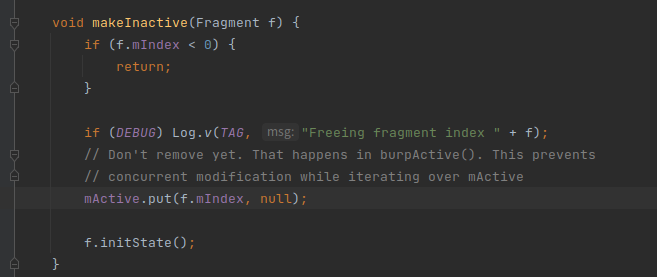 void makeInactive(Fragment f) {
if (f.mIndex < 0) {
return;
}
if (DEBUG) Log.v(TAG, msg: "Freeing fragment index " + f);
// Don't remove yet. That happens in burpActive(). This prevents
// concurrent modification while iterating over mActive
mActive.put(f.mIndex, null);
f.initState();
}